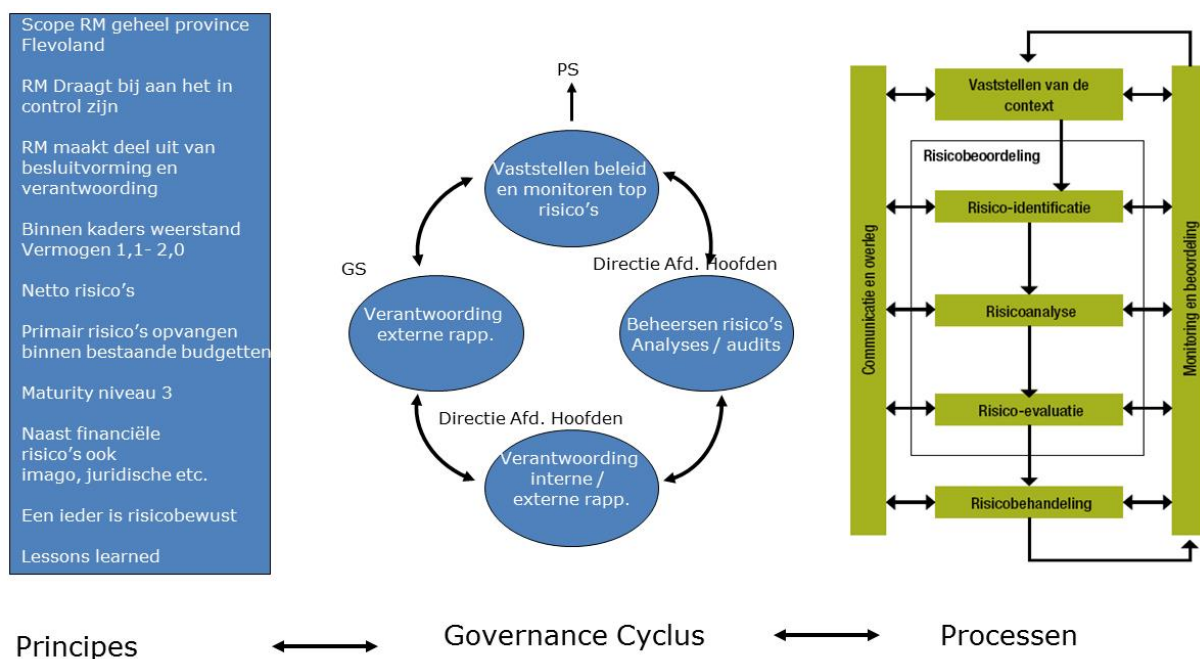 Scope RM geheel province
Flevoland
RM Draagt bij aan het in
control zijn
RM maakt deel uit van
besluitvorming en
verantwoording
Binnen kaders weerstand
Vermogen 1,1- 2,0
Netto risico's
Primair risico's opvangen
binnen bestaande budgetten
Maturity niveau 3
Naast financiële
risico's ook
imago, juridische etc.
Een ieder is risicobewust
Lessons learned
PS
Vaststellen beleid
en monitoren top
risico's
GS
Directie Afd. Hoofden
Verantwoording
externe rapp.
Beheersen risico's
Analyses / audits
Directie Afd. Hoofden
Verantwoording
interne /
externe rapp.
Communicatie en overleg
Vaststellen van de
context
Risicobeoordeling
Risico-identificatie
Risicoanalyse
Risico-evaluatie
Risicobehandeling
Monitoring en beoordeling
Principes
Governance Cyclus
Processen